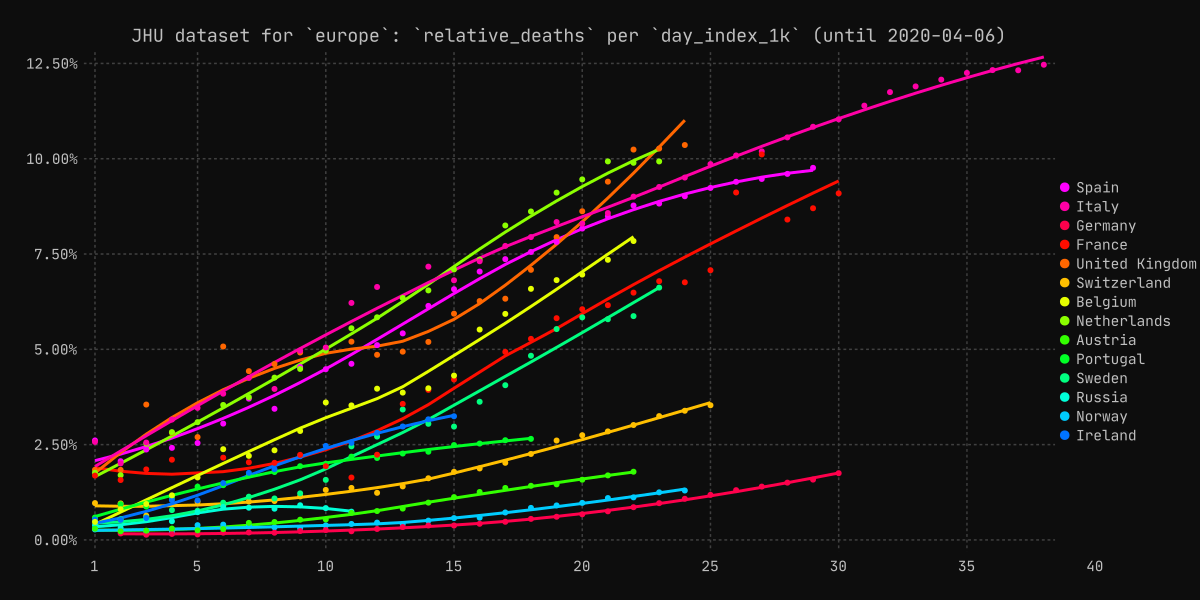 JHU dataset for `europe`: `relative_deaths` per `day_index_1k` (until 2020-04-06)
12.50%
10.00%
7.50%
5.00%
2.50%
0.00%
1 5 10 15 20 25 30 35 40
Spain
Italy
Germany
France
United Kingdom
Switzerland
Belgium
Netherlands
Austria
Portugal
Sweden
Russia
Norway
Ireland